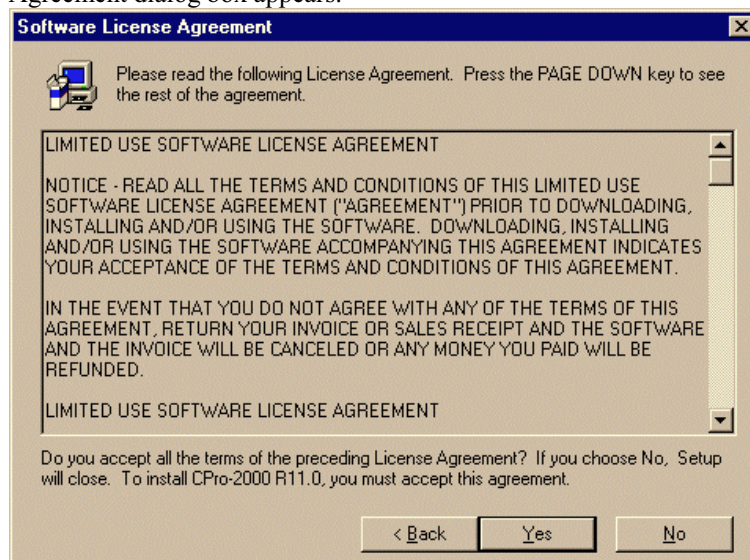 Agreement dialog box appears.
Software License Agreement
Please read the following License Agreement. Press the PAGE DOWN key to see
the rest of the agreement.
LIMITED USE SOFTWARE LICENSE AGREEMENT
NOTICE - READ ALL THE TERMS AND CONDITIONS OF THIS LIMITED USE
SOFTWARE LICENSE AGREEMENT ("AGREEMENT") PRIOR TO DOWNLOADING,
INSTALLING AND/OR USING THE SOFTWARE. DOWNLOADING, INSTALLING
AND/OR USING THE SOFTWARE ACCOMPANYING THIS AGREEMENT INDICATES
YOUR ACCEPTANCE OF THE TERMS AND CONDITIONS OF THIS AGREEMENT.
IN THE EVENT THAT YOU DO NOT AGREE WITH ANY OF THE TERMS OF THIS
AGREEMENT, RETURN YOUR INVOICE OR SALES RECEIPT AND THE SOFTWARE
AND THE INVOICE WILL BE CANCELED OR ANY MONEY YOU PAID WILL BE
REFUNDED.
LIMITED USE SOFTWARE LICENSE AGREEMENT
Do you accept all the terms of the preceding License Agreement? If you choose No, Setup
will close. To install CPro-2000 R11.0, you must accept this agreement.
< Back Yes No